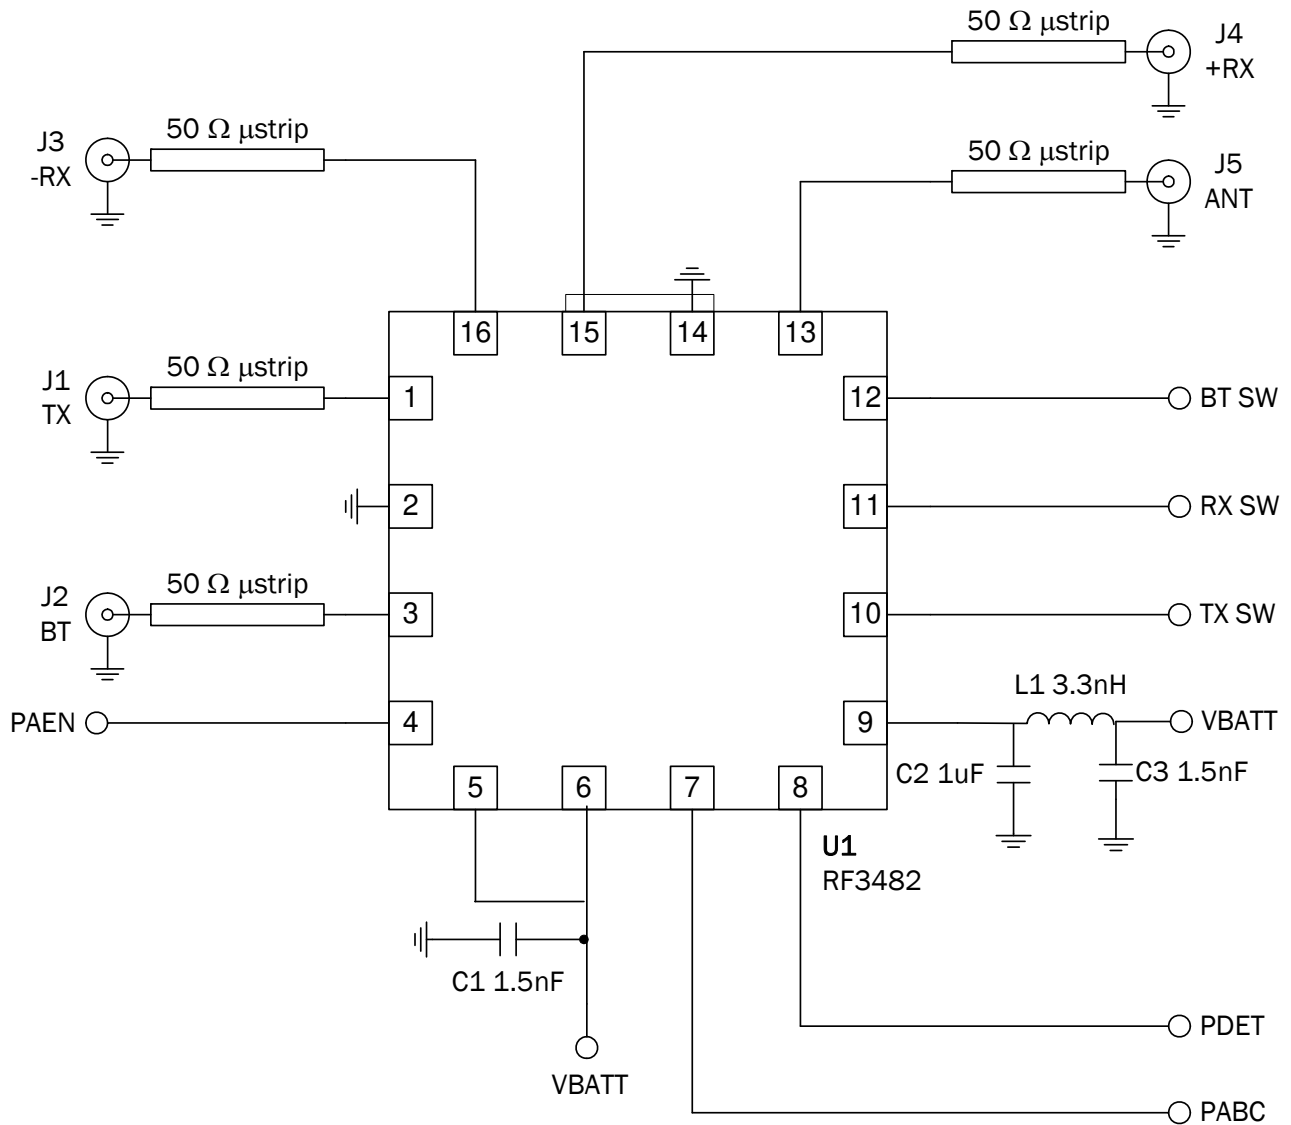 50 Ω µstrip
J4
+RX
J3
-RX
50 Ω µstrip
50 Ω µstrip
J5
ANT
16
15
14
13
J1
TX
50 Ω µstrip
1
12
BT SW
2
11
RX SW
J2
BT
50 Ω µstrip
3
10
TX SW
PAEN
4
9
L1 3.3nH
VBATT
C2 1uF
C3 1.5nF
5
6
7
8
U1
RF3482
C1 1.5nF
VBATT
PDET
PABC